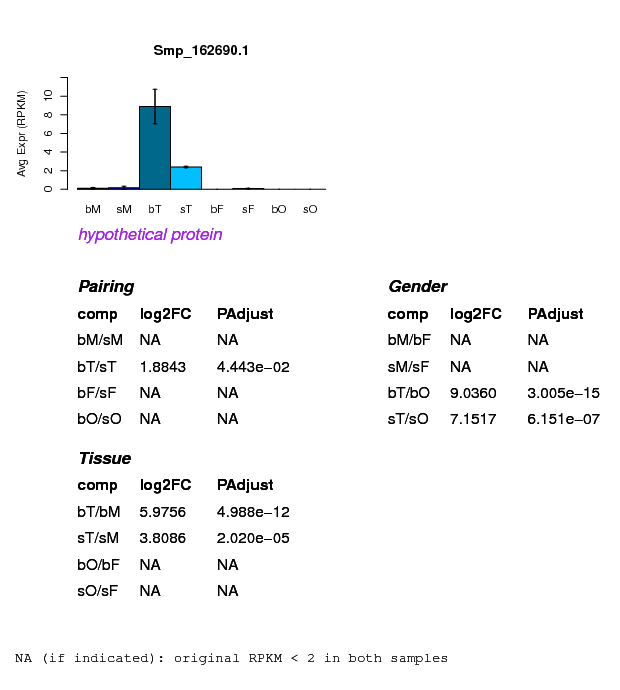 Smp_162690.1
Avg Expr (RPKM)
0 2 4 6 8 10
bM sM bT sT bF sF bO sO
hypothetical protein
Pairing
comp log2FC PAdjust
bM/sM NA NA
bT/sT 1.8843 4.443e−02
bF/sF NA NA
bO/sO NA NA
Gender
comp log2FC PAdjust
bM/bF NA NA
sM/sF NA NA
bT/bO 9.0360 3.005e−15
sT/sO 7.1517 6.151e−07
Tissue
comp log2FC PAdjust
bT/bM 5.9756 4.988e−12
sT/sM 3.8086 2.020e−05
bO/bF NA NA
sO/sF NA NA
NA (if indicated): original RPKM < 2 in both samples